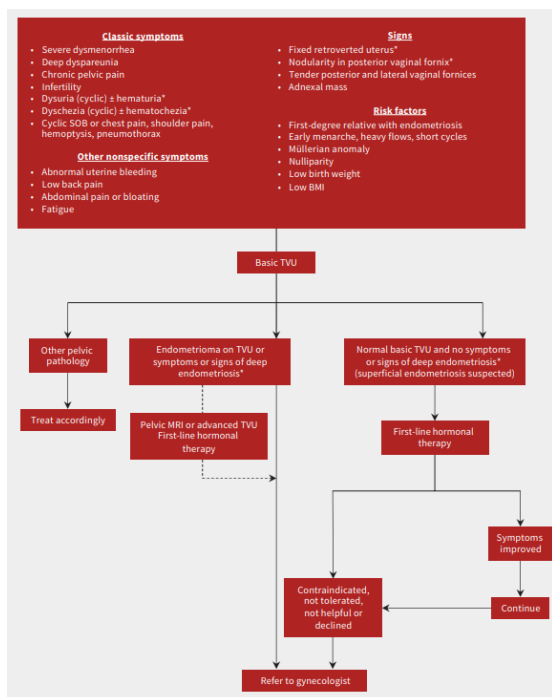 Classic symptoms
• Severe dysmenorrhea
• Deep dyspareunia
• Chronic pelvic pain
• Infertility
• Dysuria (cyclic) ± hematuria*
• Dyschezia (cyclic) ± hematochezia*
• Cyclic SOB or chest pain, shoulder pain,
hemoptysis, pneumothorax
Other nonspecific symptoms
• Abnormal uterine bleeding
• Low back pain
• Abdominal pain or bloating
• Fatigue
Signs
• Fixed retroverted uterus*
• Nodularity in posterior vaginal fornix*
• Tender posterior and lateral vaginal fornices
• Adnexal mass
Risk factors
• First-degree relative with endometriosis
• Early menarche, heavy flows, short cycles
• Müllerian anomaly
• Nulliparity
• Low birth weight
• Low BMI
Basic TVU
Other pelvic
pathology
Treat accordingly
Endometrioma on TVU or
symptoms or signs of deep
endometriosis*
Pelvic MRI or advanced TVU
First-line hormonal
therapy
Normal basic TVU and no symptoms
or signs of deep endometriosis*
(superficial endometriosis suspected)
First-line hormonal
therapy
Symptoms
improved
Continue
Contraindicated,
not tolerated,
not helpful or
declined
Refer to gynecologist